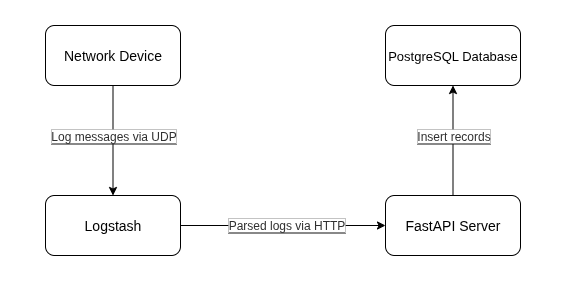 Network Device
PostgreSQL Database
Log messages via UDP
Insert records
Logstash
Parsed logs via HTTP
FastAPI Server